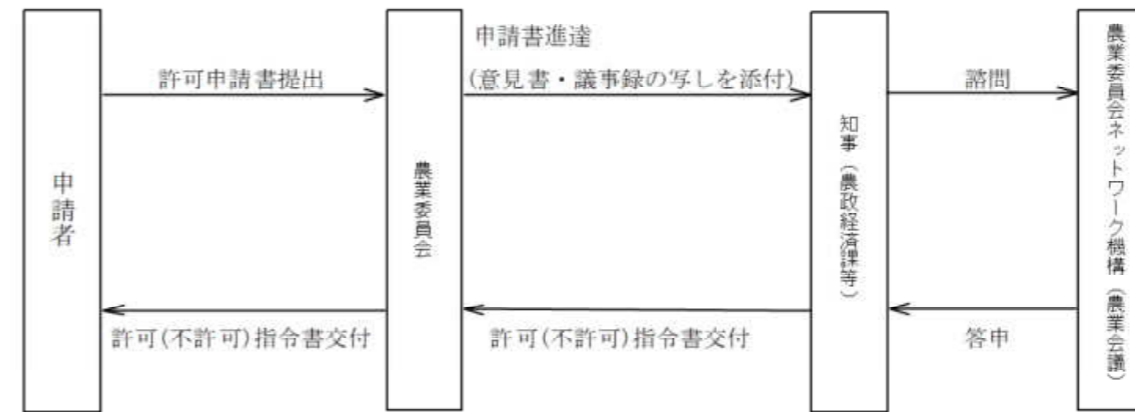 申請者
許可申請書提出
許可(不許可)指令書交付
農業委員会
申請書進達
(意見書・議事録の写しを添付)
許可(不許可)指令書交付
知事(農政経済課等)
諮問
答申
農業委員会ネットワーク機構(農業会議)